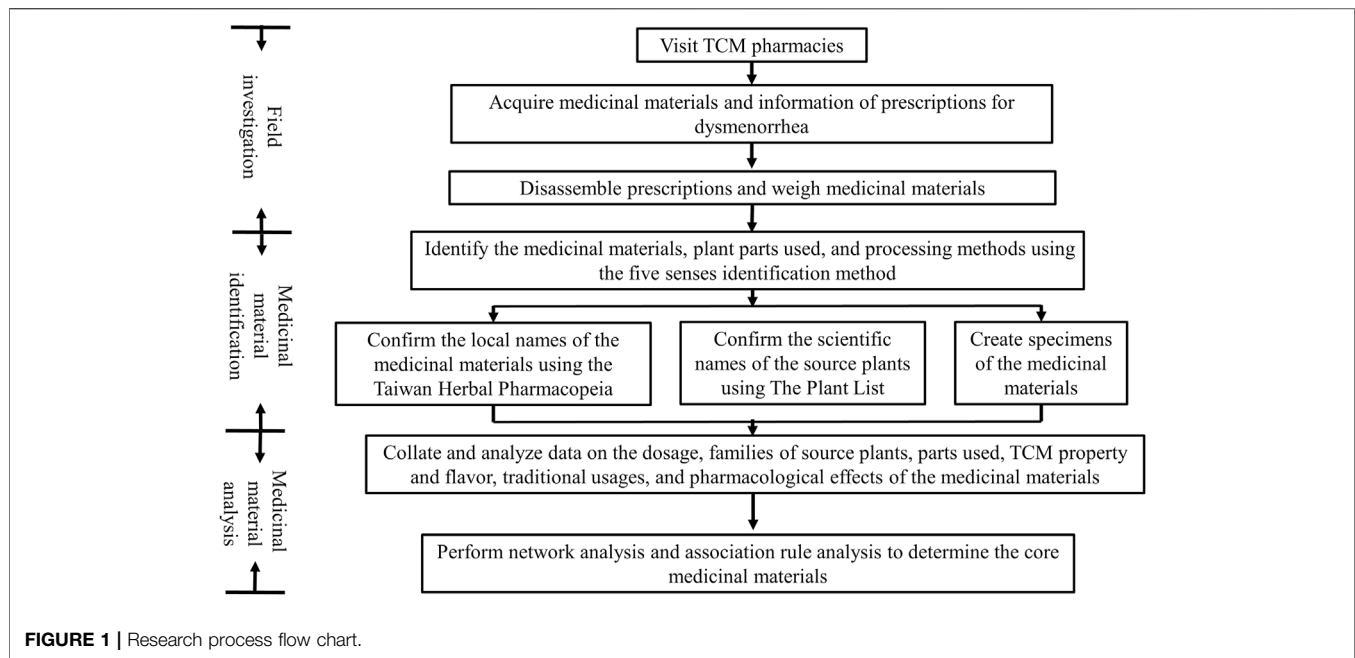 Visit TCM pharmacies
Acquire medicinal materials and information of prescriptions for
dysmenorrhea
Disassemble prescriptions and weigh medicinal materials
Field
investigation
Identify the medicinal materials, plant parts used, and processing methods using
the five senses identification method
Confirm the local names of the
medicinal materials using the
Taiwan Herbal Pharmacopeia
Confirm the scientific
names of the source plants
using The Plant List
Create specimens
of the medicinal
materials
Medicinal
material
identification
Collate and analyze data on the dosage, families of source plants, parts used, TCM property
and flavor, traditional usages, and pharmacological effects of the medicinal materials
Perform network analysis and association rule analysis to determine the core
medicinal materials
Medicinal
material
analysis
FIGURE 1 | Research process flow chart.